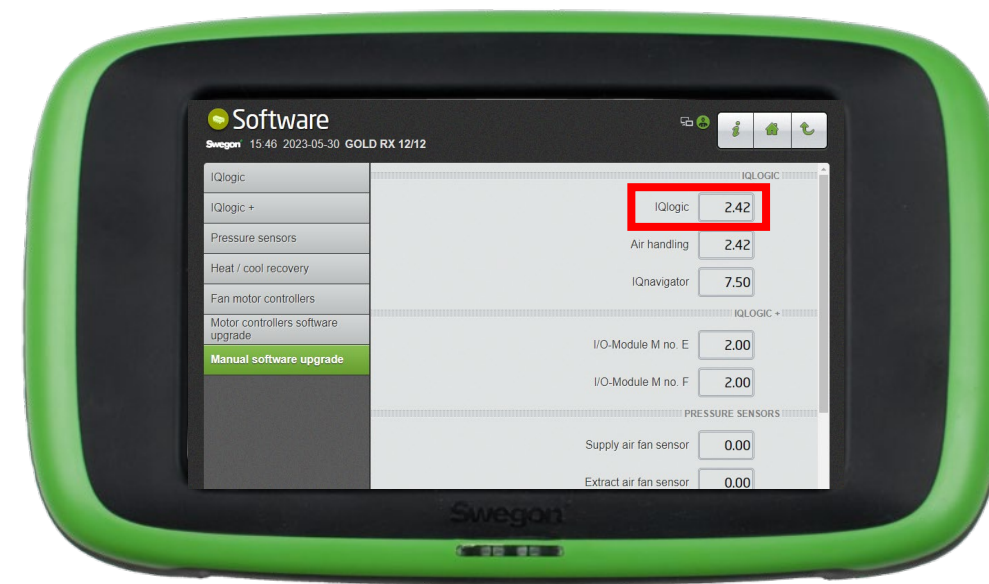 Software
Swegon 15:46 2023-05-30 GOLD RX 12/12
IQlogic
IQlogic +
Pressure sensors
Heat / cool recovery
Fan motor controllers
Motor controllers software
upgrade
Manual software upgrade
IQLOGIC
IQlogic 2.42
Air handling 2.42
IQnavigator 7.50
IQLOGIC +
I/O-Module M no. E 2.00
I/O-Module M no. F 2.00
PRESSURE SENSORS
Supply air fan sensor 0.00
Extract air fan sensor 0.00
Swegon